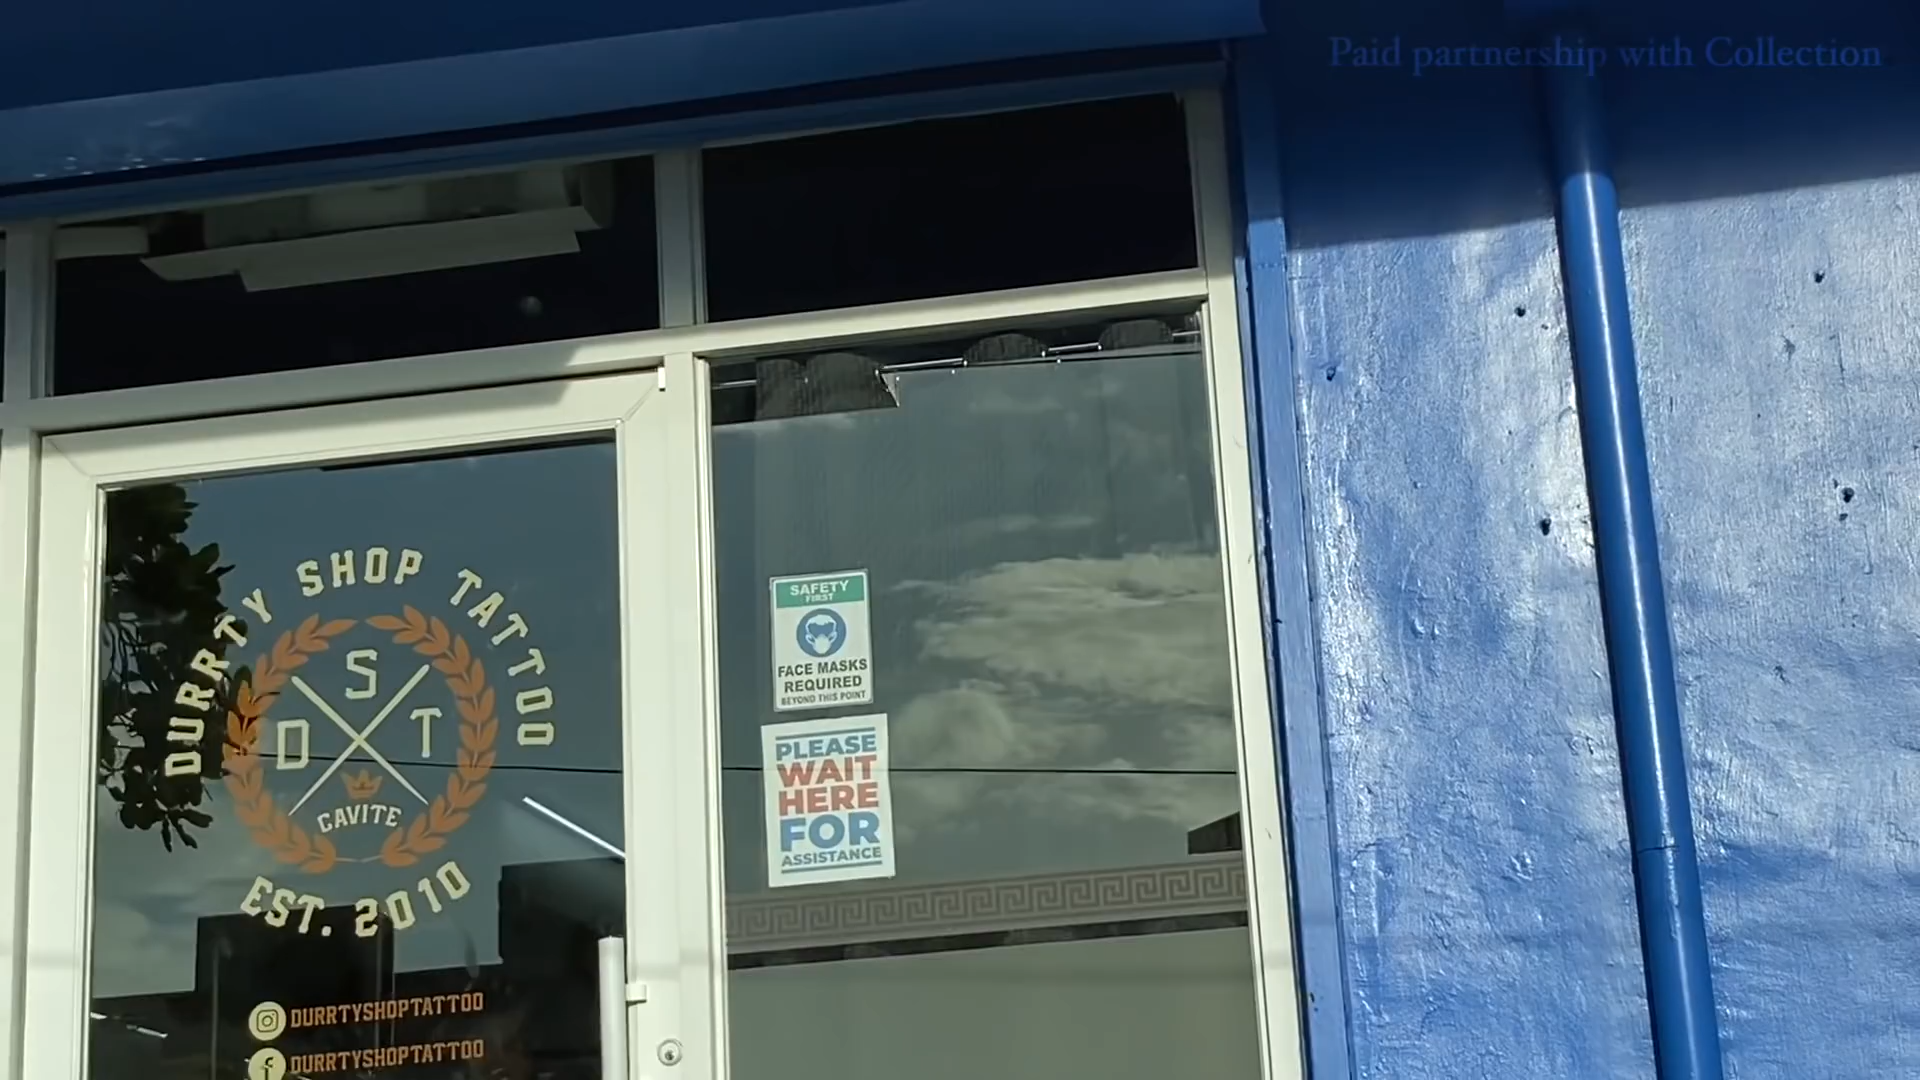 Paid partnership with Collection
DURRTY SHOP TATTOO
S
D T
CAVITE
EST. 2010
DURRTYSHOPTATTOO
DURRTYSHOPTATTOO
SAFETY
FIRST
FACE MASKS
REQUIRED
BEYOND THIS POINT
PLEASE
WAIT
HERE
FOR
ASSISTANCE